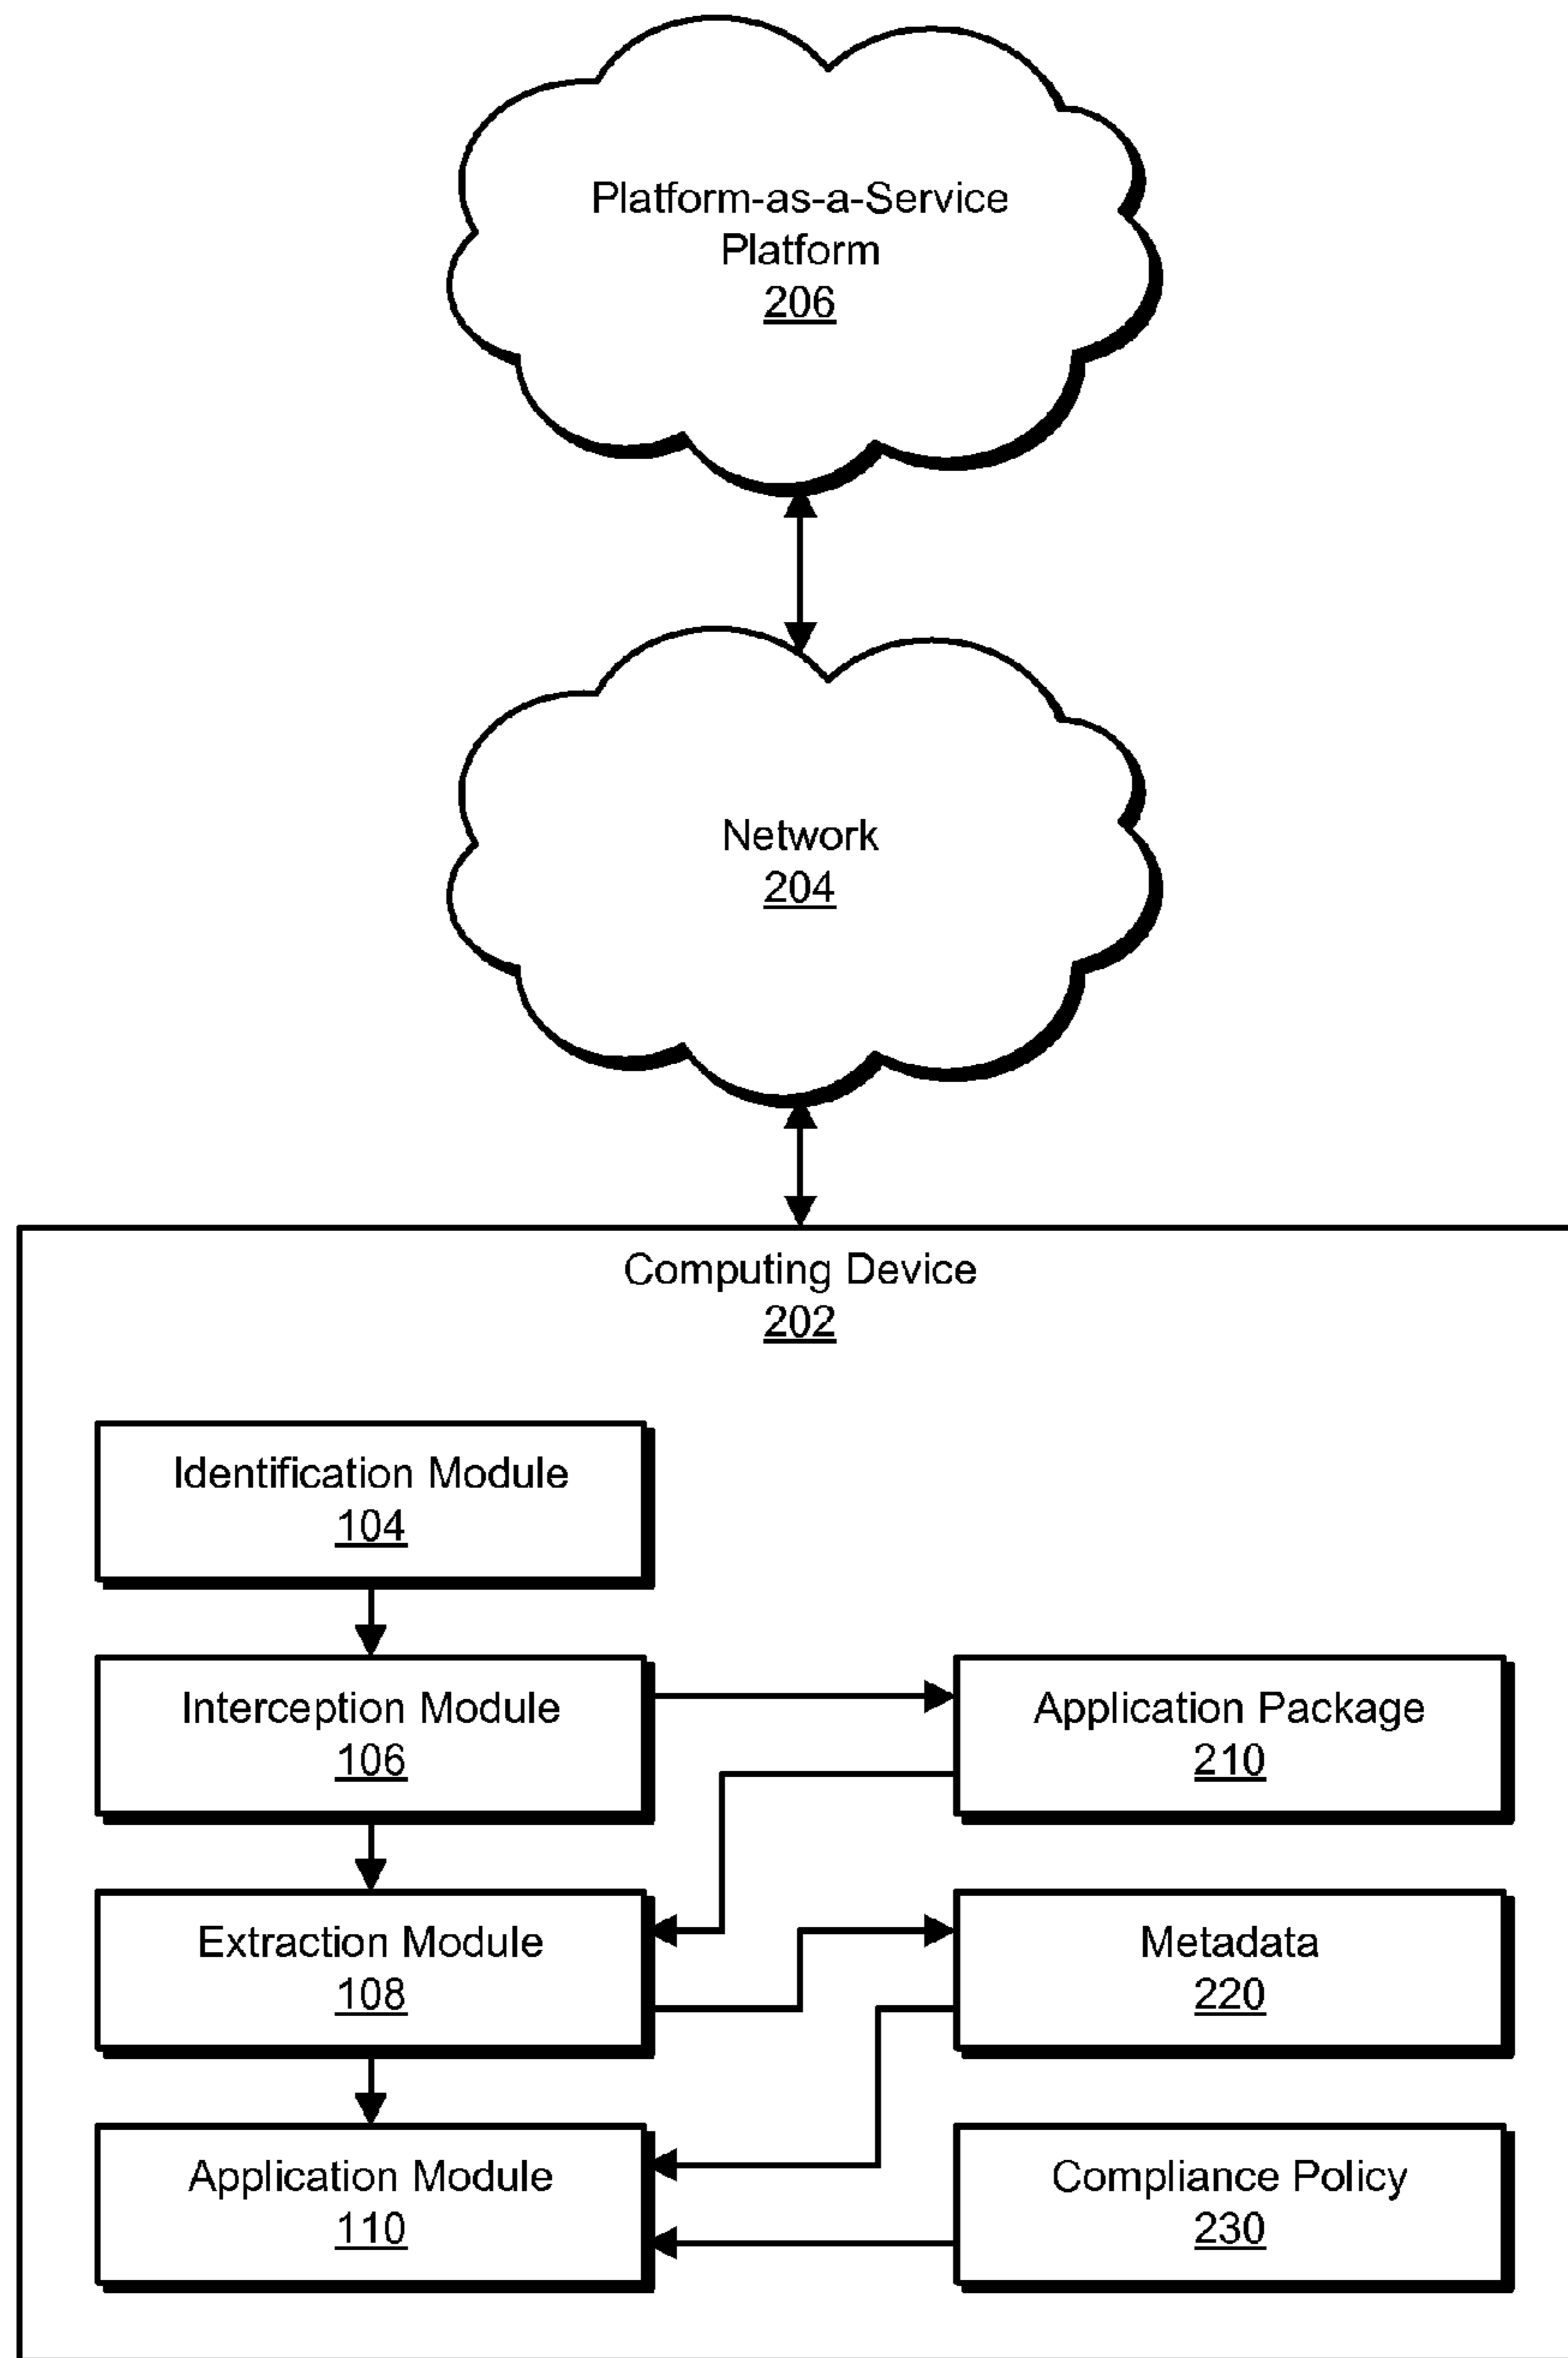 Platform-as-a-Service
Platform
206
Network
204
Computing Device
202
Identification Module
104
Interception Module
106
Application Package
210
Extraction Module
108
Metadata
220
Application Module
110
Compliance Policy
230